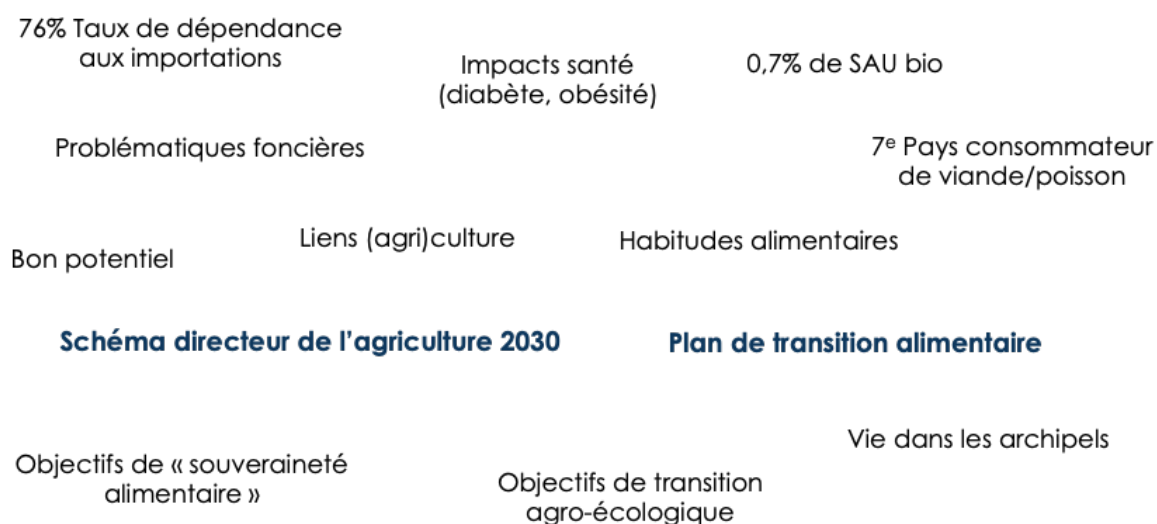 76% Taux de dépendance
aux importations
Impacts santé
(diabète, obésité)
0,7% de SAU bio
Problématiques foncières
7e Pays consommateur
de viande/poisson
Liens (agri)culture
Habitudes alimentaires
Bon potentiel
Schéma directeur de l’agriculture 2030
Plan de transition alimentaire
Vie dans les archipels
Objectifs de « souveraineté
alimentaire »
Objectifs de transition
agro-écologique